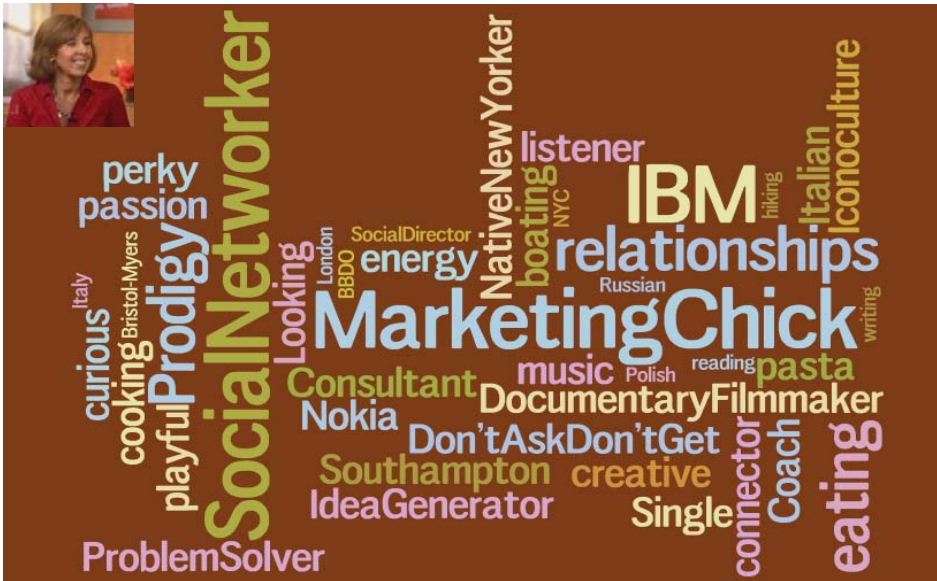 SocialNetworker
NativeNewYorker
Iconoculture
Italian
listener
perky
passion
IBM
hiking
boating
NYC
SocialDirector
relationships
energy
London
BBDO
Looking
Prodigy
Bristol-Myers
Italy
curious
cooking
Russian
MarketingChick
writing
music
Polish
reading
pasta
Consultant
DocumentaryFilmmaker
Nokia
playful
Don'tAskDon'tGet
connector
Coach
eating
Southampton
creative
IdeaGenerator
Single
ProblemSolver